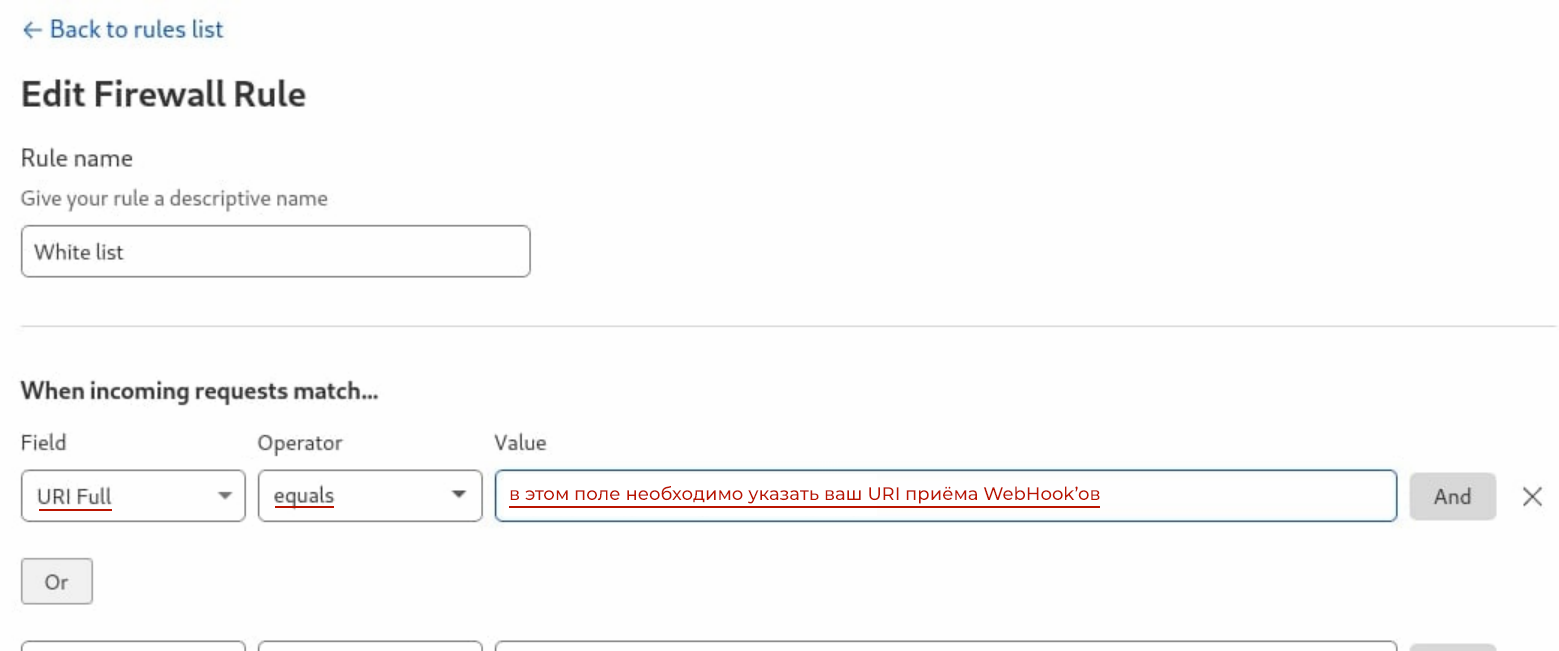 ← Back to rules list
Edit Firewall Rule
Rule name
Give your rule a descriptive name
White list
When incoming requests match...
Field Operator Value
URI Full equals в этом поле необходимо указать ваш URI приёма WebHook'ов And
Or